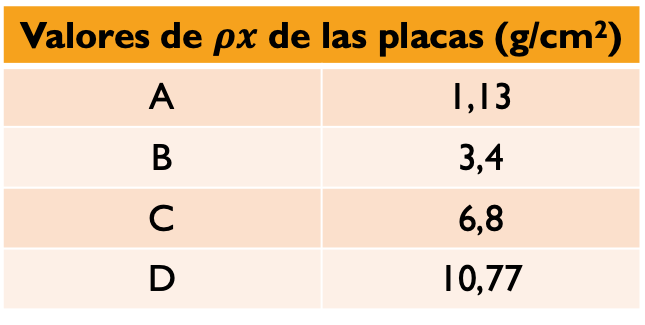 Valores de ρx de las placas (g/cm²)
A 1,13
B 3,4
C 6,8
D 10,77